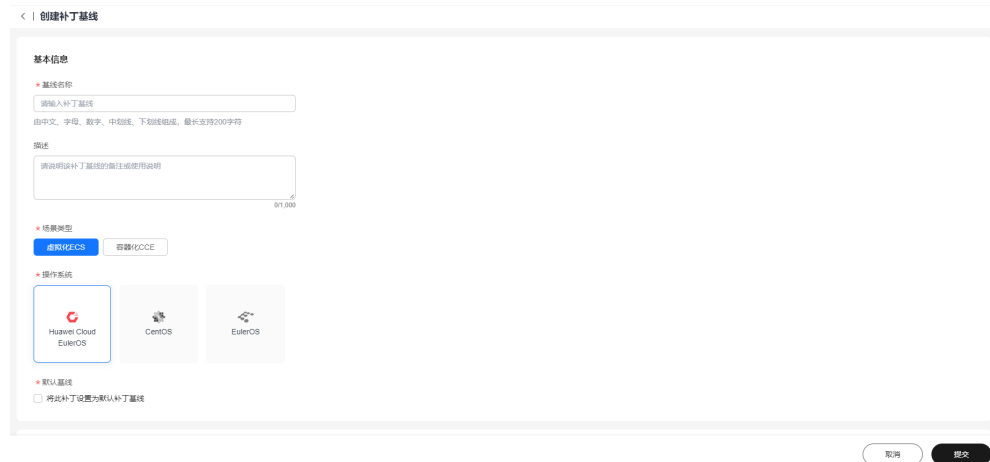 创建补丁基线
基本信息
* 基线名称
请输入补丁基线
由中文、字母、数字、中划线、下划线组成，最长支持200字符
描述
请说明该补丁基线的备注或使用说明
0/1,000
* 场景类型
虚拟化ECS 容器化CCE
* 操作系统
Huawei Cloud EulerOS
CentOS
EulerOS
* 默认基线
将此补丁设置为默认补丁基线
取消 提交